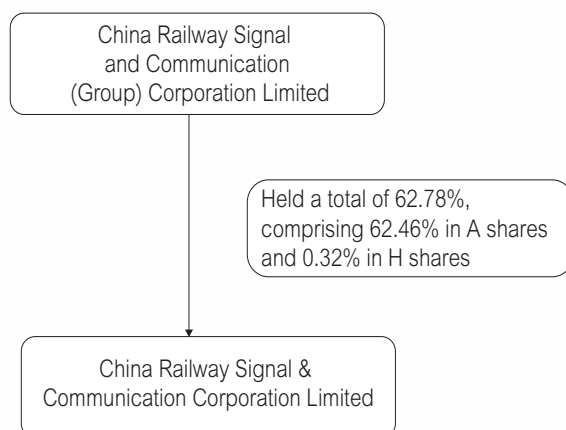 China Railway Signal
and Communication
(Group) Corporation Limited
Held a total of 62.78%,
comprising 62.46% in A shares
and 0.32% in H shares
China Railway Signal &
Communication Corporation Limited